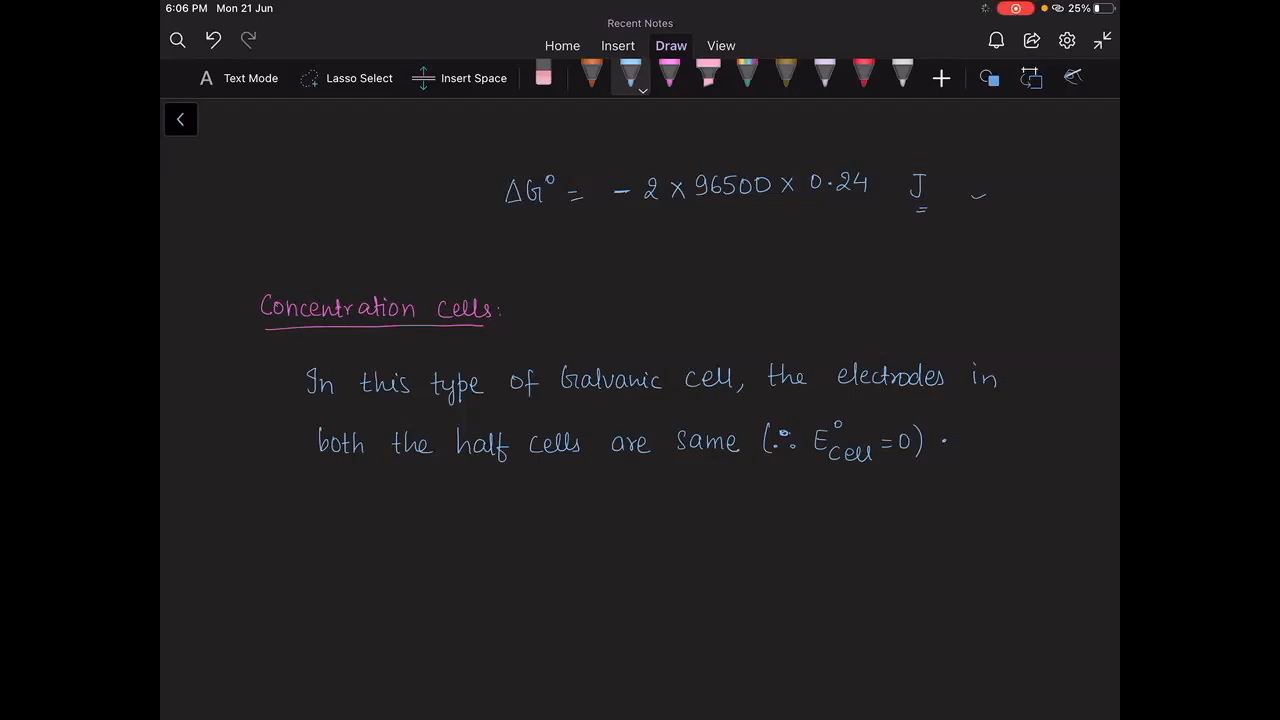 6:06 PM Mon 21 Jun
25%
Recent Notes
Home Insert Draw View
A Text Mode Lasso Select Insert Space
ΔG° = - 2 × 96500 × 0.24 J
Concentration Cells:
In this type of Galvanic cell, the electrodes in
both the half cells are same (∴ E°cell = 0) .